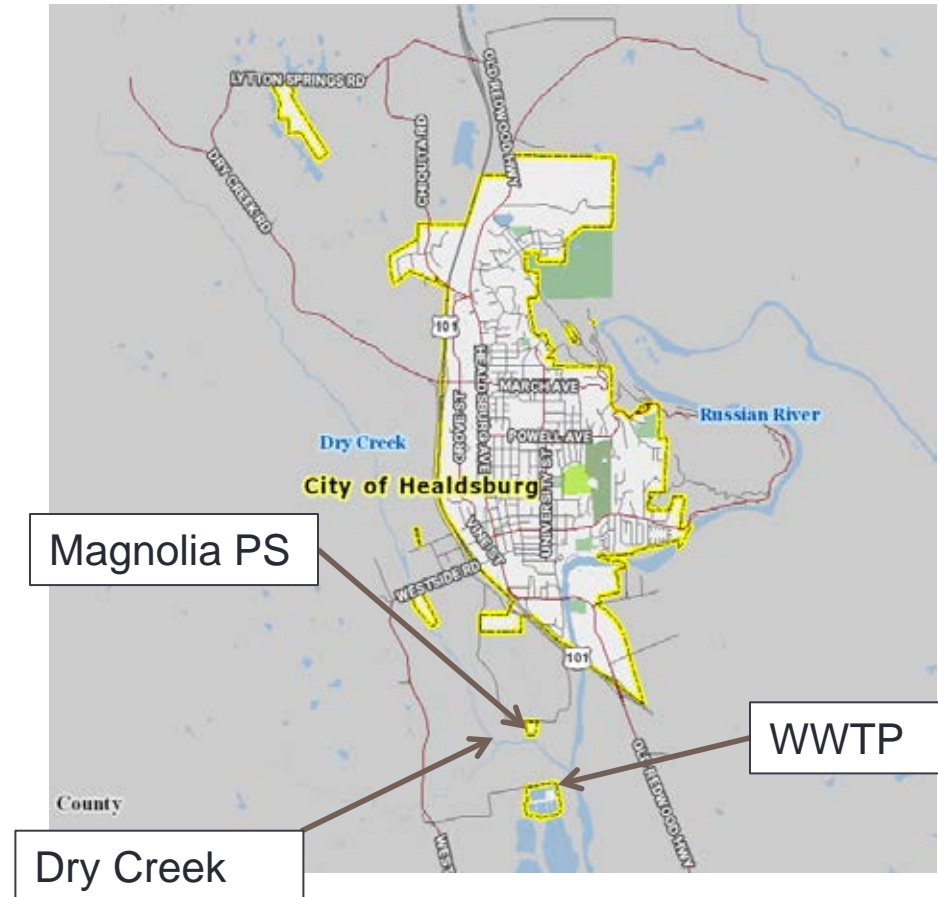 LYTTON SPRINGS RD
OLD REDWOOD HWY
CHIQUITA RD
DRY CREEK RD
101
HEALDSBURG AVE
MARCH AVE
GROVE ST
Russian River
Dry Creek
POWELL AVE
City of Healdsburg
UNIVERSITY ST
VINE ST
Magnolia PS
WESTSIDE RD
101
WWTP
OLD REDWOOD HWY
County
WEST
Dry Creek